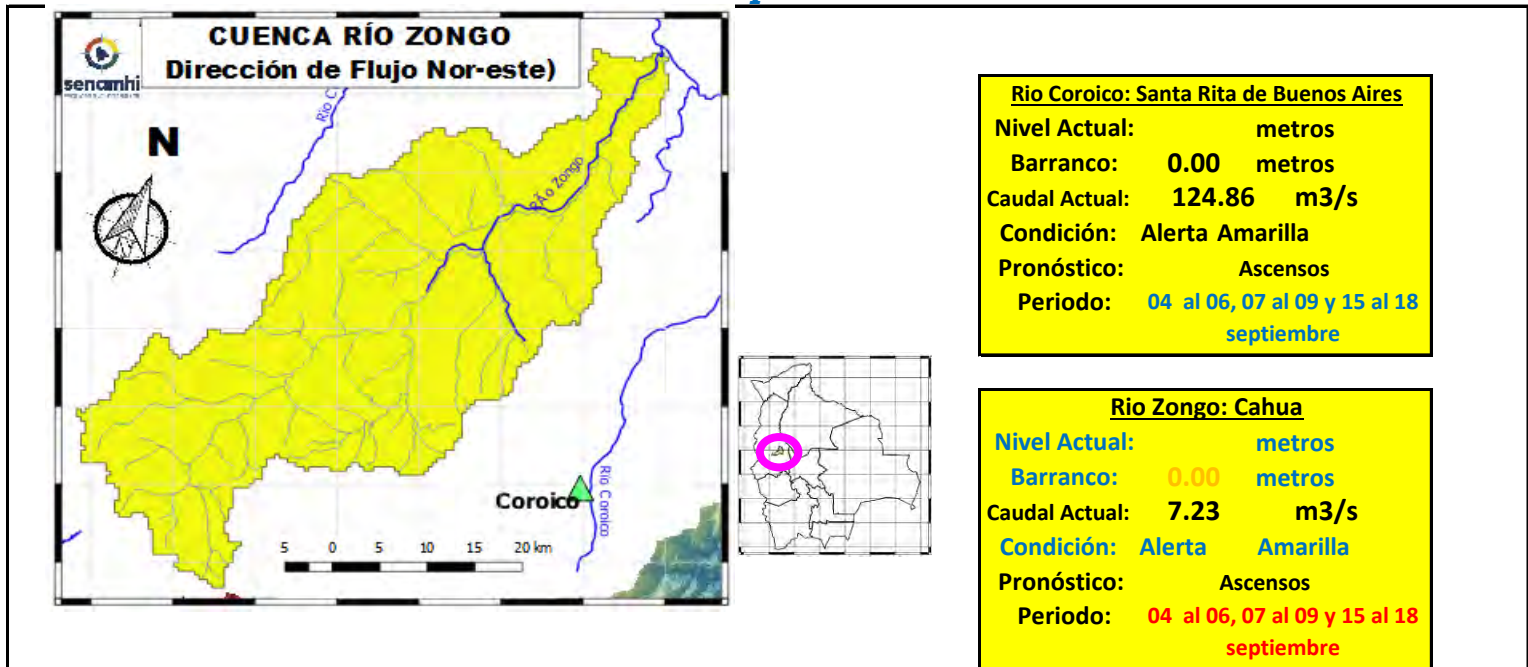 CUENCA RÍO ZONGO
Dirección de Flujo Nor-este)
senamhi
N
Río C
RÃo Zongo
Río Coroico
Coroico
5 0 5 10 15 20 km
Rio Coroico: Santa Rita de Buenos Aires
Nivel Actual: metros
Barranco: 0.00 metros
Caudal Actual: 124.86 m3/s
Condición: Alerta Amarilla
Pronóstico: Ascensos
Periodo: 04 al 06, 07 al 09 y 15 al 18
septiembre
Rio Zongo: Cahua
Nivel Actual: metros
Barranco: 0.00 metros
Caudal Actual: 7.23 m3/s
Condición: Alerta Amarilla
Pronóstico: Ascensos
Periodo: 04 al 06, 07 al 09 y 15 al 18
septiembre